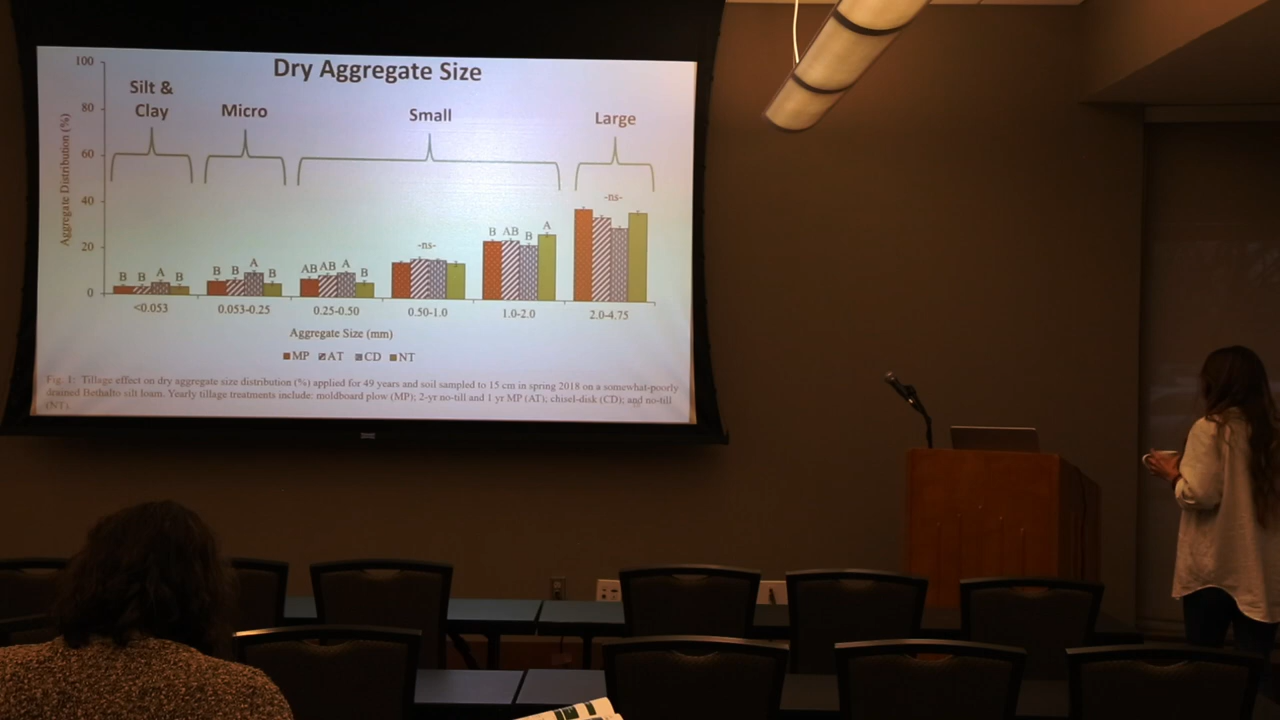 Dry Aggregate Size
Silt &
Clay
Micro
Small
Large
Aggregate Distribution (%)
100
80
60
40
20
0
B B A B
B B A B
AB AB A B
-ns-
B AB B A
-ns-
<0.053 0.053-0.25 0.25-0.50 0.50-1.0 1.0-2.0 2.0-4.75
Aggregate Size (mm)
MP AT CD NT
Fig. 1: Tillage effect on dry aggregate size distribution (%) applied for 49 years and soil sampled to 15 cm in spring 2018 on a somewhat-poorly
drained Bethalto silt loam. Yearly tillage treatments include: moldboard plow (MP); 2-yr no-till and 1 yr MP (AT); chisel-disk (CD); and no-till
(NT).